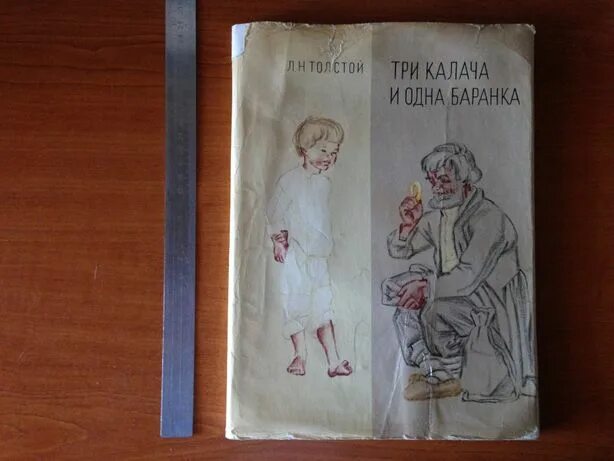 Л Н ТОЛСТОЙ
ТРИ КАЛАЧА
И ОДНА БАРАНКА